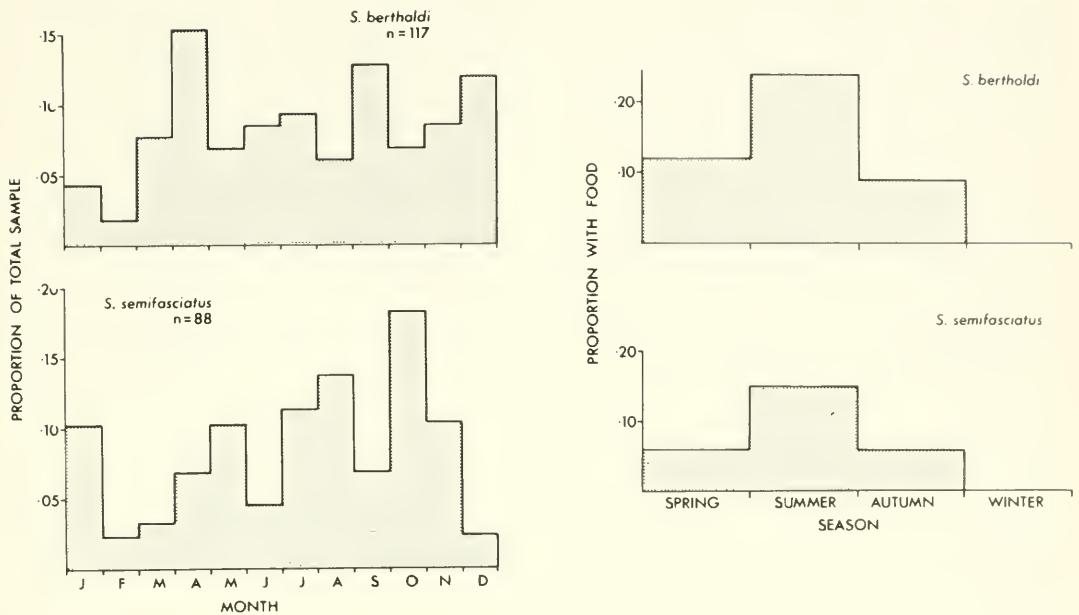 S. bertholdi
n = 117
PROPORTION OF TOTAL SAMPLE
·15
·10
·05
S. semifasciatus
n = 88
·20
·15
·10
·05
J F M A M J J A S O N D
MONTH
S. bertholdi
PROPORTION WITH FOOD
·20
·10
S. semifasciatus
·20
·10
SPRING SUMMER AUTUMN WINTER
SEASON